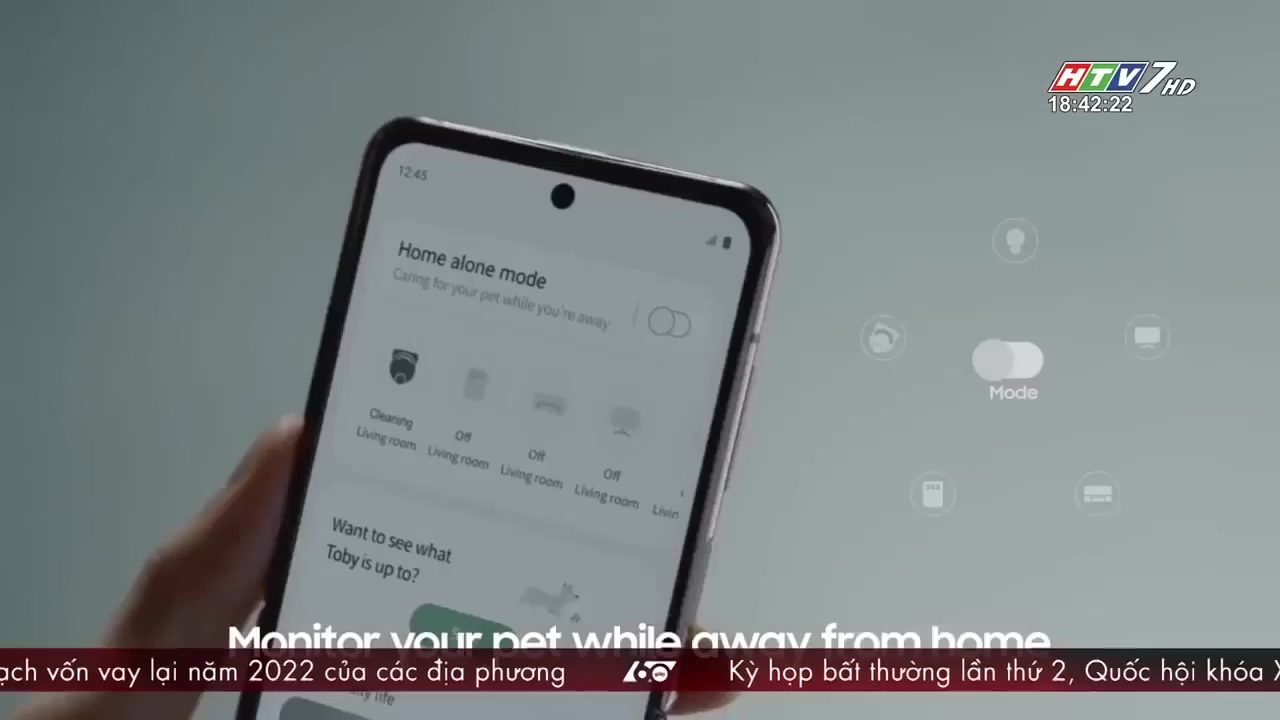 HTV7 HD
18:42:22
12:45
Home alone mode
Caring for your pet while you're away
Cleaning
Living room
Off
Living room
Off
Living room
Off
Living room
Livin
Mode
Want to see what
Toby is up to?
Monitor your pet while away from home
ạch vốn vay lại năm 2022 của các địa phương
60 giây
Kỳ họp bất thường lần thứ 2, Quốc hội khóa X
life